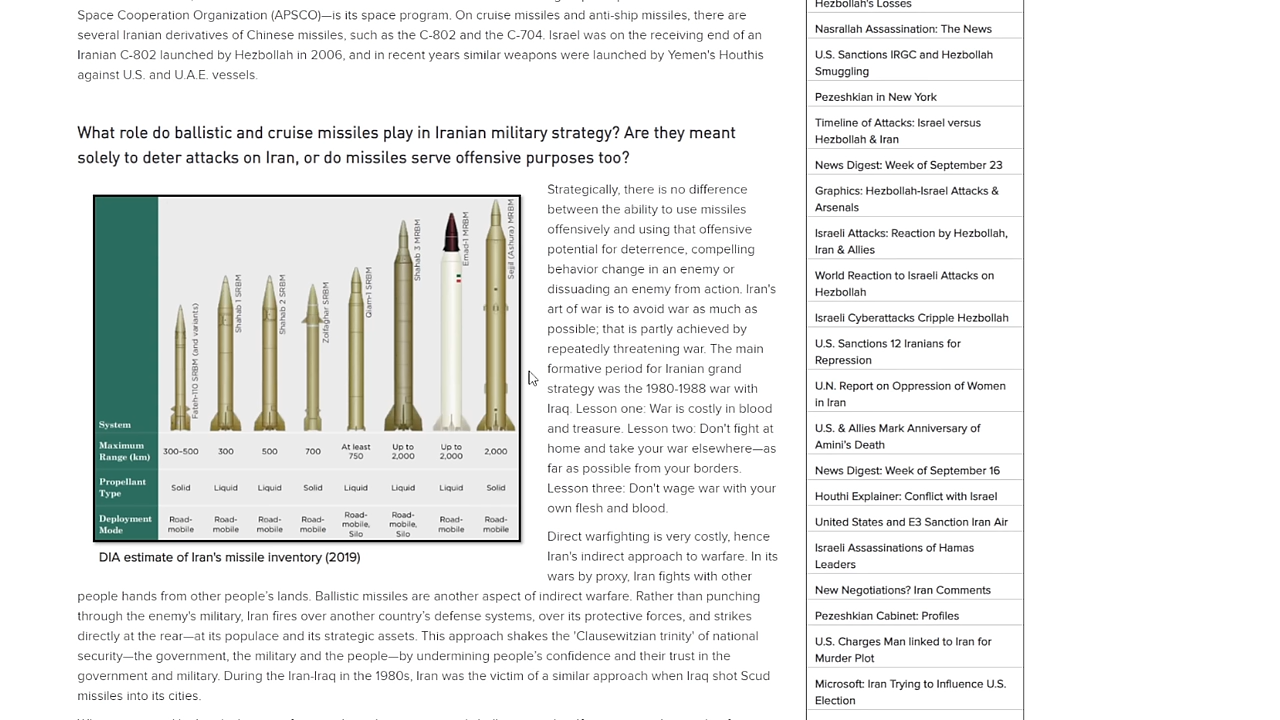 Space Cooperation Organization (APSCO)—is its space program. On cruise missiles and anti-ship missiles, there are
several Iranian derivatives of Chinese missiles, such as the C-802 and the C-704. Israel was on the receiving end of an
Iranian C-802 launched by Hezbollah in 2006, and in recent years similar weapons were launched by Yemen's Houthis
against U.S. and U.A.E. vessels.
What role do ballistic and cruise missiles play in Iranian military strategy? Are they meant
solely to deter attacks on Iran, or do missiles serve offensive purposes too?
Fateh-110 SRBM (and variants)
Shahab 1 SRBM
Shahab 2 SRBM
Zolfaghar SRBM
Qiam-1 SRBM
Shahab 3 MRBM
Emad-1 MRBM
Sejjil (Ashura) MRBM
System
Maximum
Range (km)
300-500
300
500
700
At least
750
Up to
2,000
Up to
2,000
2,000
Propellant
Type
Solid
Liquid
Liquid
Solid
Liquid
Liquid
Liquid
Solid
Deployment
Mode
Road-
mobile
Road-
mobile
Road-
mobile
Road-
mobile
Road-
mobile,
Silo
Road-
mobile,
Silo
Road-
mobile
Road-
mobile
DIA estimate of Iran's missile inventory (2019)
Strategically, there is no difference
between the ability to use missiles
offensively and using that offensive
potential for deterrence, compelling
behavior change in an enemy or
dissuading an enemy from action. Iran's
art of war is to avoid war as much as
possible; that is partly achieved by
repeatedly threatening war. The main
formative period for Iranian grand
strategy was the 1980-1988 war with
Iraq. Lesson one: War is costly in blood
and treasure. Lesson two: Don't fight at
home and take your war elsewhere—as
far as possible from your borders.
Lesson three: Don't wage war with your
own flesh and blood.
Direct warfighting is very costly, hence
Iran's indirect approach to warfare. In its
wars by proxy, Iran fights with other
people hands from other people's lands. Ballistic missiles are another aspect of indirect warfare. Rather than punching
through the enemy's military, Iran fires over another country's defense systems, over its protective forces, and strikes
directly at the rear—at its populace and its strategic assets. This approach shakes the 'Clausewitzian trinity' of national
security—the government, the military and the people—by undermining people's confidence and their trust in the
government and military. During the Iran-Iraq in the 1980s, Iran was the victim of a similar approach when Iraq shot Scud
missiles into its cities.
Hezbollah's Losses
Nasrallah Assassination: The News
U.S. Sanctions IRGC and Hezbollah
Smuggling
Pezeshkian in New York
Timeline of Attacks: Israel versus
Hezbollah & Iran
News Digest: Week of September 23
Graphics: Hezbollah-Israel Attacks &
Arsenals
Israeli Attacks: Reaction by Hezbollah,
Iran & Allies
World Reaction to Israeli Attacks on
Hezbollah
Israeli Cyberattacks Cripple Hezbollah
U.S. Sanctions 12 Iranians for
Repression
U.N. Report on Oppression of Women
in Iran
U.S. & Allies Mark Anniversary of
Amini's Death
News Digest: Week of September 16
Houthi Explainer: Conflict with Israel
United States and E3 Sanction Iran Air
Israeli Assassinations of Hamas
Leaders
New Negotiations? Iran Comments
Pezeshkian Cabinet: Profiles
U.S. Charges Man linked to Iran for
Murder Plot
Microsoft: Iran Trying to Influence U.S.
Election